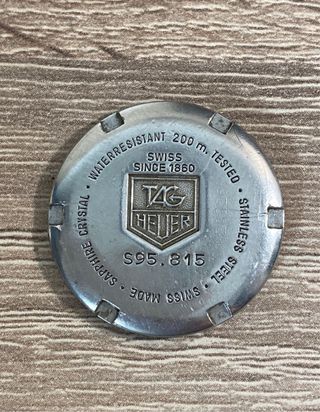 SAPPHIRE CRYSTAL · WATERRESISTANT 200 m. TESTED · STAINLESS STEEL · SWISS MADE ·
SWISS
SINCE 1860
TAG
HEUER
S95.815